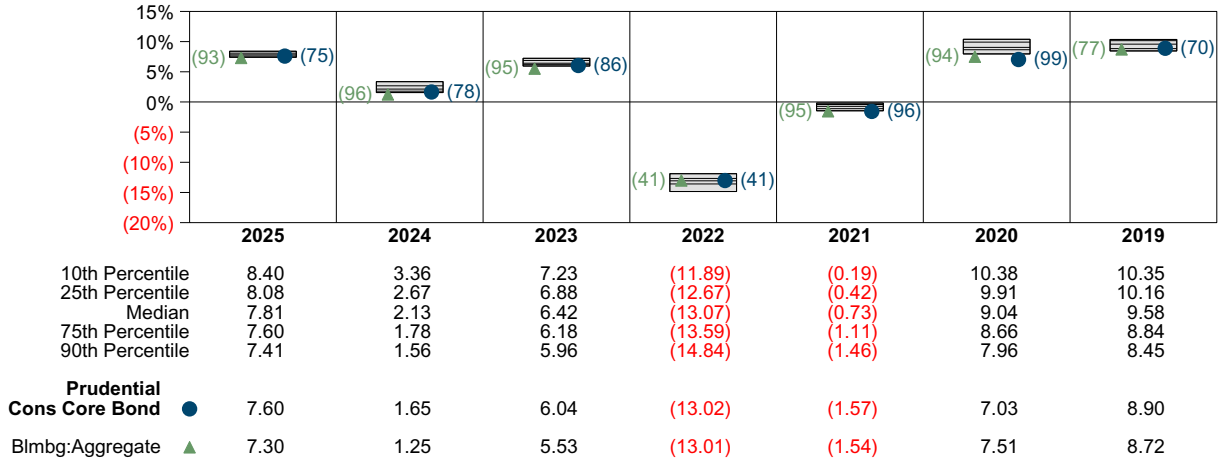 15%
10%
5%
0%
(5%)
(10%)
(15%)
(20%)
(93) (75)
(96) (78)
(95) (86)
(41) (41)
(95) (96)
(94) (99)
(77) (70)
2025 2024 2023 2022 2021 2020 2019
10th Percentile 8.40 3.36 7.23 (11.89) (0.19) 10.38 10.35
25th Percentile 8.08 2.67 6.88 (12.67) (0.42) 9.91 10.16
Median 7.81 2.13 6.42 (13.07) (0.73) 9.04 9.58
75th Percentile 7.60 1.78 6.18 (13.59) (1.11) 8.66 8.84
90th Percentile 7.41 1.56 5.96 (14.84) (1.46) 7.96 8.45
Prudential
Cons Core Bond 7.60 1.65 6.04 (13.02) (1.57) 7.03 8.90
Blmbg:Aggregate 7.30 1.25 5.53 (13.01) (1.54) 7.51 8.72